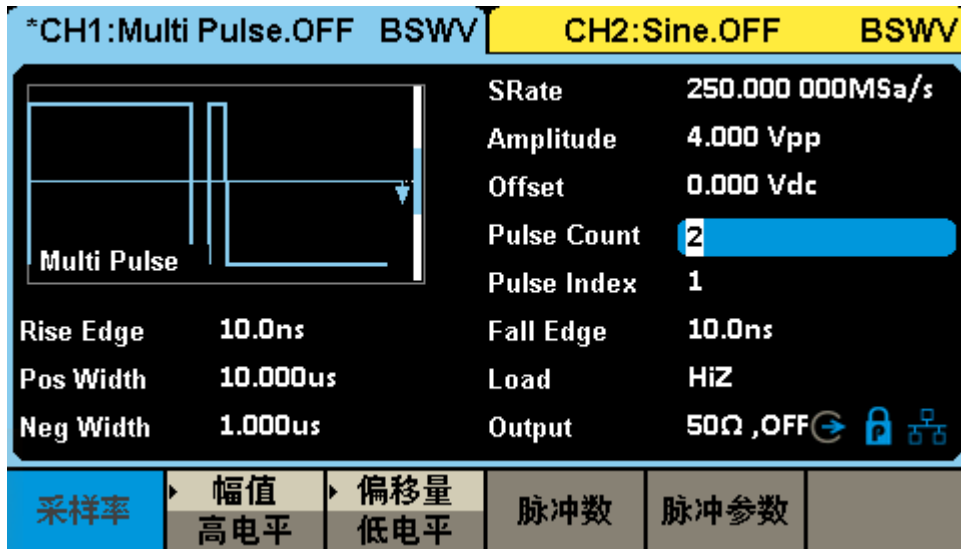 *CH1:Multi Pulse.OFF BSWV
CH2:Sine.OFF BSWV
Multi Pulse
SRate 250.000 000MSa/s
Amplitude 4.000 Vpp
Offset 0.000 Vdc
Pulse Count 2
Pulse Index 1
Rise Edge 10.0ns
Fall Edge 10.0ns
Pos Width 10.000us
Load HiZ
Neg Width 1.000us
Output 50Ω ,OFF P
采样率
幅值
高电平
偏移量
低电平
脉冲数
脉冲参数